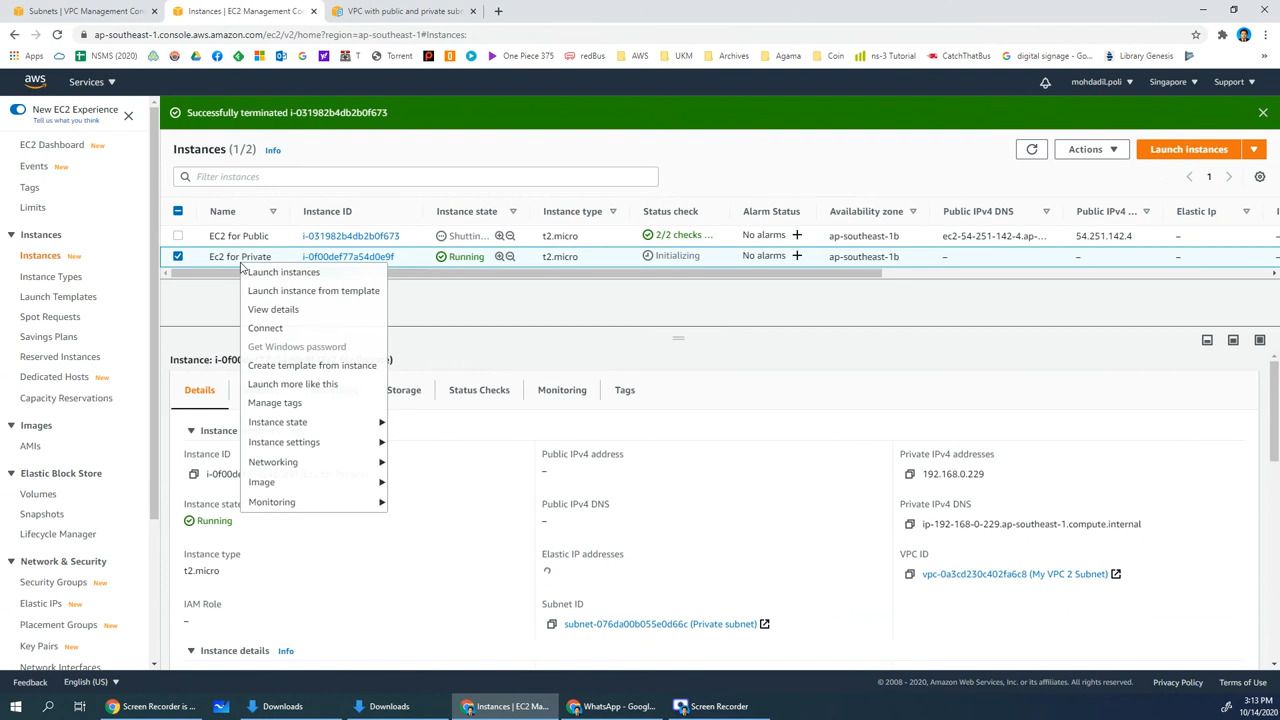 Subnets | VPC Management Con
Instances | EC2 Management Con
VPC with public and private subn
ap-southeast-1.console.aws.amazon.com/ec2/v2/home?region=ap-southeast-1#Instances:
Apps
NSMS (2020)
Torrent
One Piece 375
redBus
AWS
UKM
Archives
Agama
Coin
ns-3 Tutorial
CatchThatBus
digital signage - G...
Library Genesis
aws
Services
mohdadil.poli
Singapore
Support
New EC2 Experience
Tell us what you think
Successfully terminated i-031982b4db2b0f673
EC2 Dashboard New
Events New
Tags
Limits
Instances
Instances New
Instance Types
Launch Templates
Spot Requests
Savings Plans
Reserved Instances
Dedicated Hosts New
Capacity Reservations
Images
AMIs
Elastic Block Store
Volumes
Snapshots
Lifecycle Manager
Network & Security
Security Groups New
Elastic IPs New
Placement Groups New
Key Pairs New
Network Interfaces
Instances (1/2) Info
Actions
Launch instances
Filter instances
1
Name Instance ID Instance state Instance type Status check Alarm Status Availability zone Public IPv4 DNS Public IPv4 ... Elastic Ip
EC2 for Public i-031982b4db2b0f673 Shuttin... t2.micro 2/2 checks ... No alarms + ap-southeast-1b ec2-54-251-142-4.ap-... 54.251.142.4 –
Ec2 for Private i-0f00def77a54d0e9f Running t2.micro Initializing No alarms + ap-southeast-1b – – –
Launch instances
Launch instance from template
View details
Connect
Get Windows password
Create template from instance
Launch more like this
Manage tags
Instance state
Instance settings
Networking
Image
Monitoring
Instance: i-0f00
Details
Storage
Status Checks
Monitoring
Tags
Instance
Instance ID
i-0f00de
Public IPv4 address
–
Private IPv4 addresses
192.168.0.229
Instance state
Running
Public IPv4 DNS
–
Private IPv4 DNS
ip-192-168-0-229.ap-southeast-1.compute.internal
Instance type
t2.micro
Elastic IP addresses
VPC ID
vpc-0a3cd230c402fa6c8 (My VPC 2 Subnet)
IAM Role
–
Subnet ID
subnet-076da00b055e0d66c (Private subnet)
Instance details Info
Feedback
English (US)
© 2008 - 2020, Amazon Web Services, Inc. or its affiliates. All rights reserved.
Privacy Policy
Terms of Use
Screen Recorder is ...
Downloads
Downloads
Instances | EC2 Ma...
WhatsApp - Googl...
Screen Recorder
3:13 PM
10/14/2020